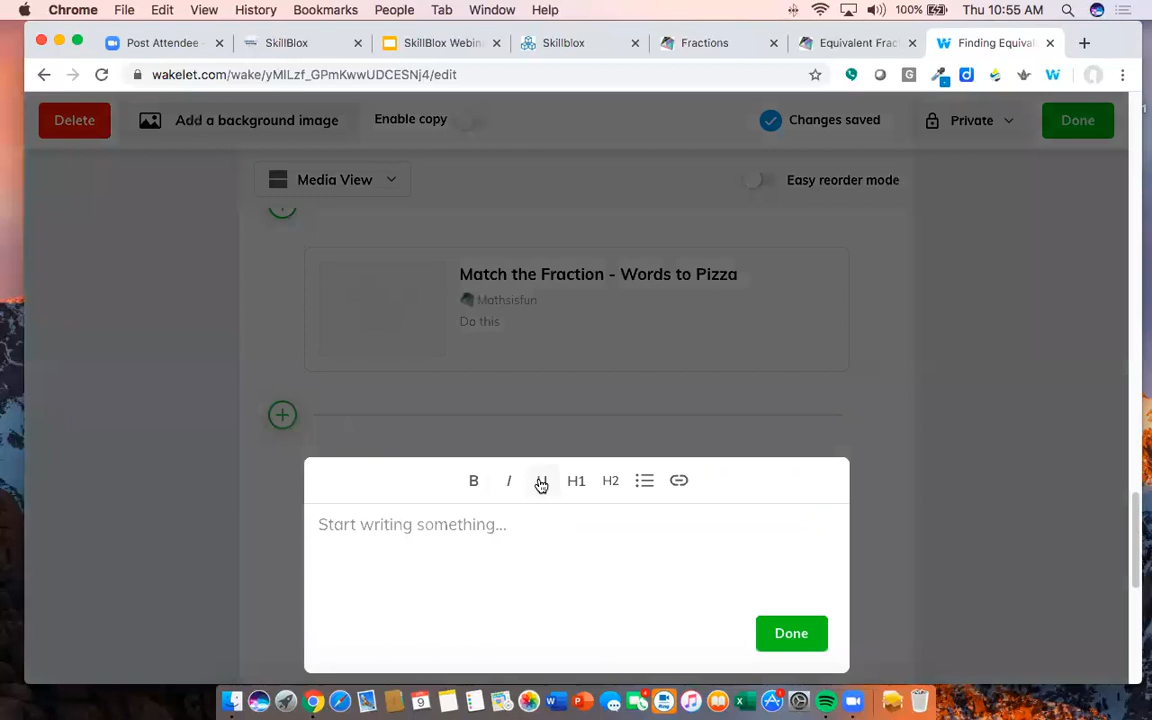 Chrome File Edit View History Bookmarks People Tab Window Help 100% Thu 10:55 AM
Post Attendee - SkillBlox SkillBlox Webina Skillblox Fractions Equivalent Frac Finding Equival
wakelet.com/wake/yMILzf_GPmKwwUDCESNj4/edit
Delete Add a background image Enable copy Changes saved Private Done
Media View Easy reorder mode
Match the Fraction - Words to Pizza
Mathsisfun
Do this
B I U H1 H2
Start writing something...
Done